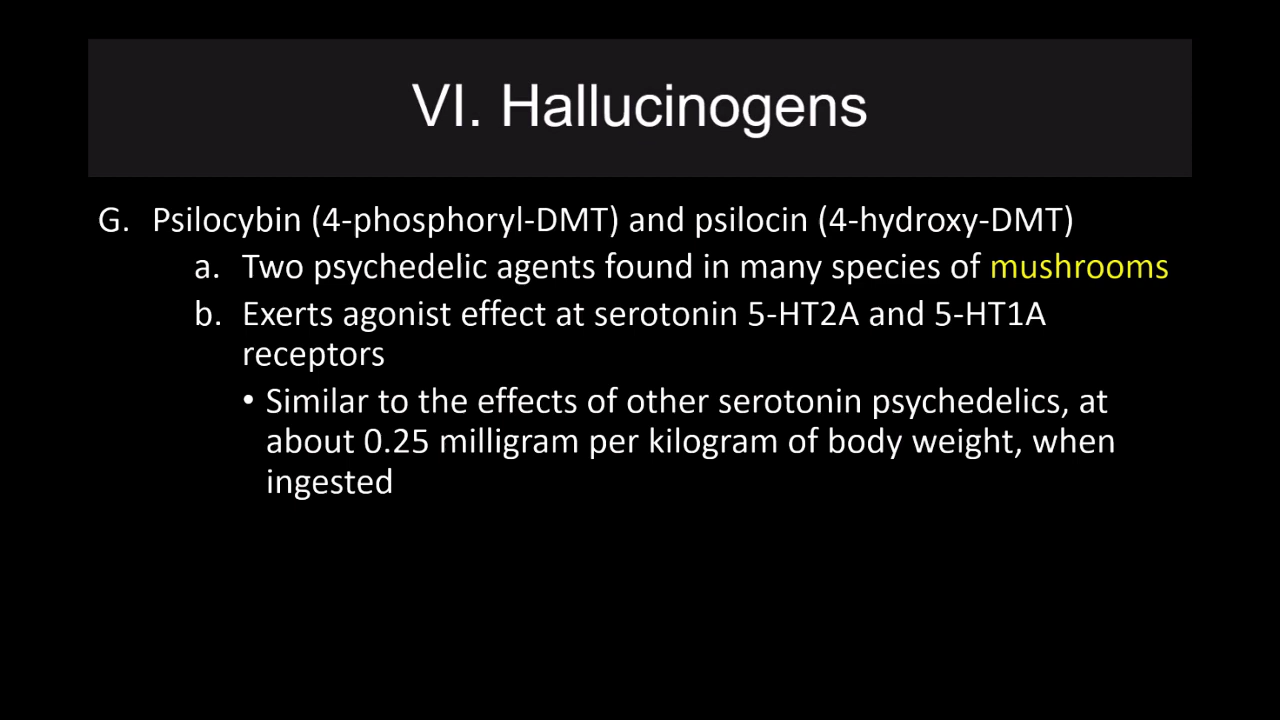 VI. Hallucinogens
G. Psilocybin (4-phosphoryl-DMT) and psilocin (4-hydroxy-DMT)
a. Two psychedelic agents found in many species of mushrooms
b. Exerts agonist effect at serotonin 5-HT2A and 5-HT1A
receptors
• Similar to the effects of other serotonin psychedelics, at
about 0.25 milligram per kilogram of body weight, when
ingested